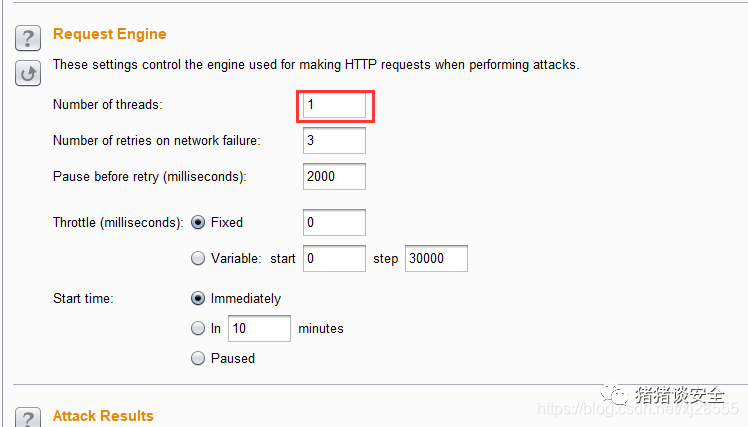 ? Request Engine
These settings control the engine used for making HTTP requests when performing attacks.
Number of threads: 1
Number of retries on network failure: 3
Pause before retry (milliseconds): 2000
Throttle (milliseconds): Fixed 0
Variable: start 0 step 30000
Start time: Immediately
In 10 minutes
Paused
猪猪谈安全
https://blog.csdn.net/xj28555
? Attack Results